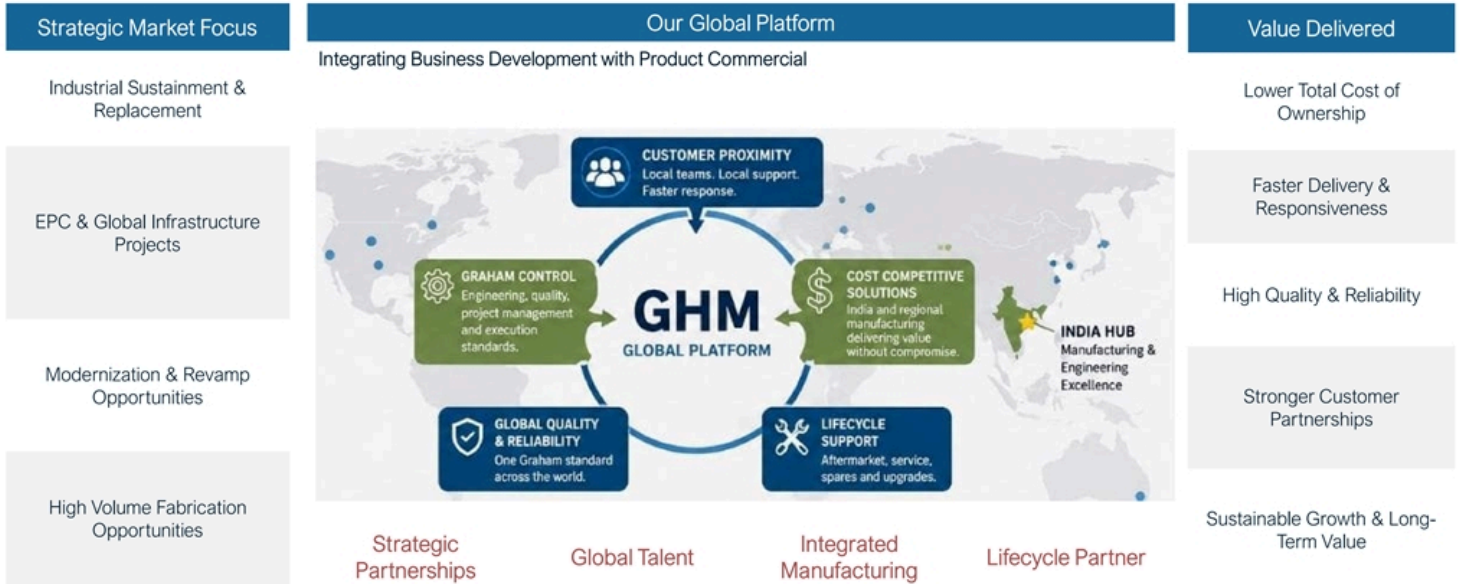 Strategic Market Focus
Industrial Sustainment &
Replacement
EPC & Global Infrastructure
Projects
Modernization & Revamp
Opportunities
High Volume Fabrication
Opportunities
Our Global Platform
Integrating Business Development with Product Commercial
CUSTOMER PROXIMITY
Local teams. Local support.
Faster response.
GRAHAM CONTROL
Engineering, quality,
project management
and execution
standards.
GHM
GLOBAL PLATFORM
COST COMPETITIVE
SOLUTIONS
India and regional
manufacturing
delivering value
without compromise.
INDIA HUB
Manufacturing &
Engineering
Excellence
GLOBAL QUALITY
& RELIABILITY
One Graham standard
across the world.
LIFECYCLE
SUPPORT
Aftermarket, service,
spares and upgrades.
Strategic
Partnerships
Global Talent
Integrated
Manufacturing
Lifecycle Partner
Value Delivered
Lower Total Cost of
Ownership
Faster Delivery &
Responsiveness
High Quality & Reliability
Stronger Customer
Partnerships
Sustainable Growth & Long-
Term Value